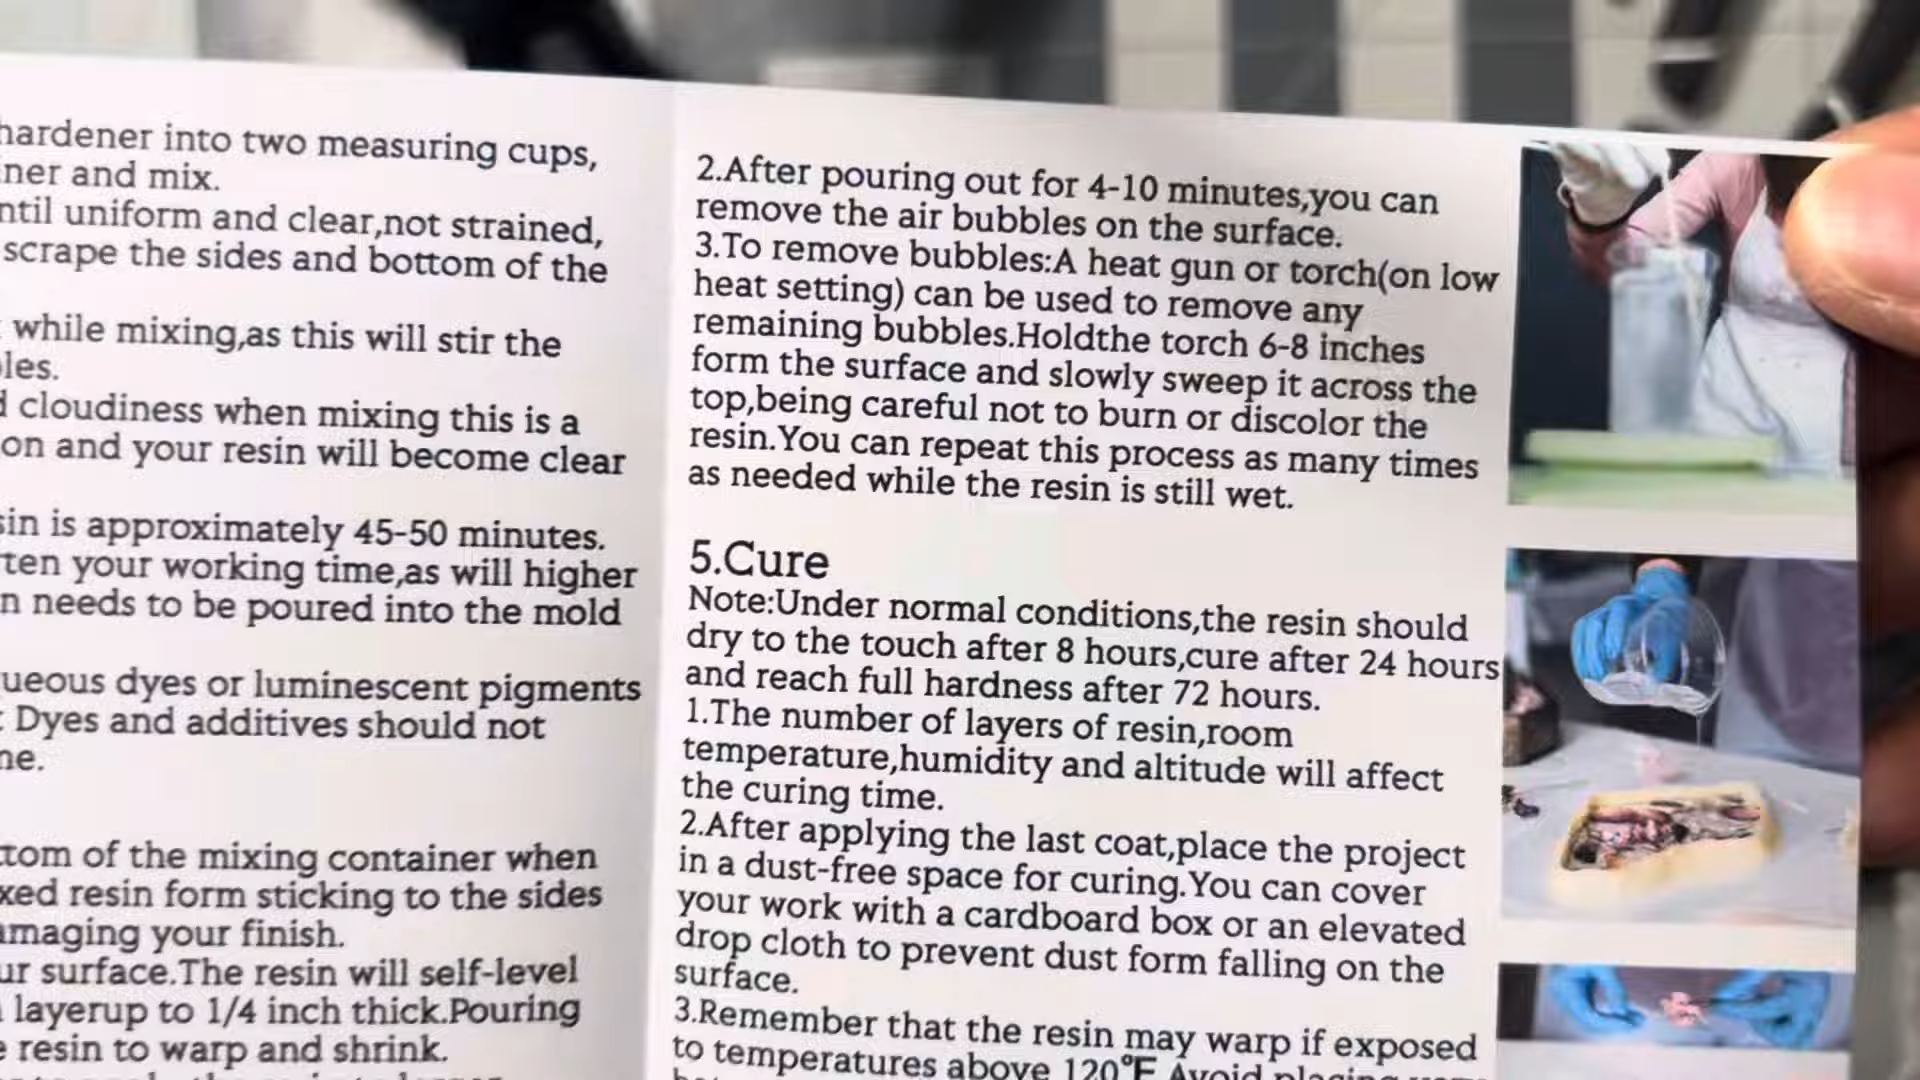 hardener into two measuring cups,
ner and mix.
ntil uniform and clear,not strained,
scrape the sides and bottom of the
while mixing,as this will stir the
les.
d cloudiness when mixing this is a
on and your resin will become clear
sin is approximately 45-50 minutes.
ten your working time,as will higher
n needs to be poured into the mold
ueous dyes or luminescent pigments
: Dyes and additives should not
me.
tom of the mixing container when
xed resin form sticking to the sides
amaging your finish.
ur surface.The resin will self-level
layerup to 1/4 inch thick.Pouring
e resin to warp and shrink.
2.After pouring out for 4-10 minutes,you can
remove the air bubbles on the surface.
3.To remove bubbles:A heat gun or torch(on low
heat setting) can be used to remove any
remaining bubbles.Holdthe torch 6-8 inches
form the surface and slowly sweep it across the
top,being careful not to burn or discolor the
resin.You can repeat this process as many times
as needed while the resin is still wet.
5.Cure
Note:Under normal conditions,the resin should
dry to the touch after 8 hours,cure after 24 hours
and reach full hardness after 72 hours.
1.The number of layers of resin,room
temperature,humidity and altitude will affect
the curing time.
2.After applying the last coat,place the project
in a dust-free space for curing.You can cover
your work with a cardboard box or an elevated
drop cloth to prevent dust form falling on the
surface.
3.Remember that the resin may warp if exposed
to temperatures above 120°F.Avoid placing